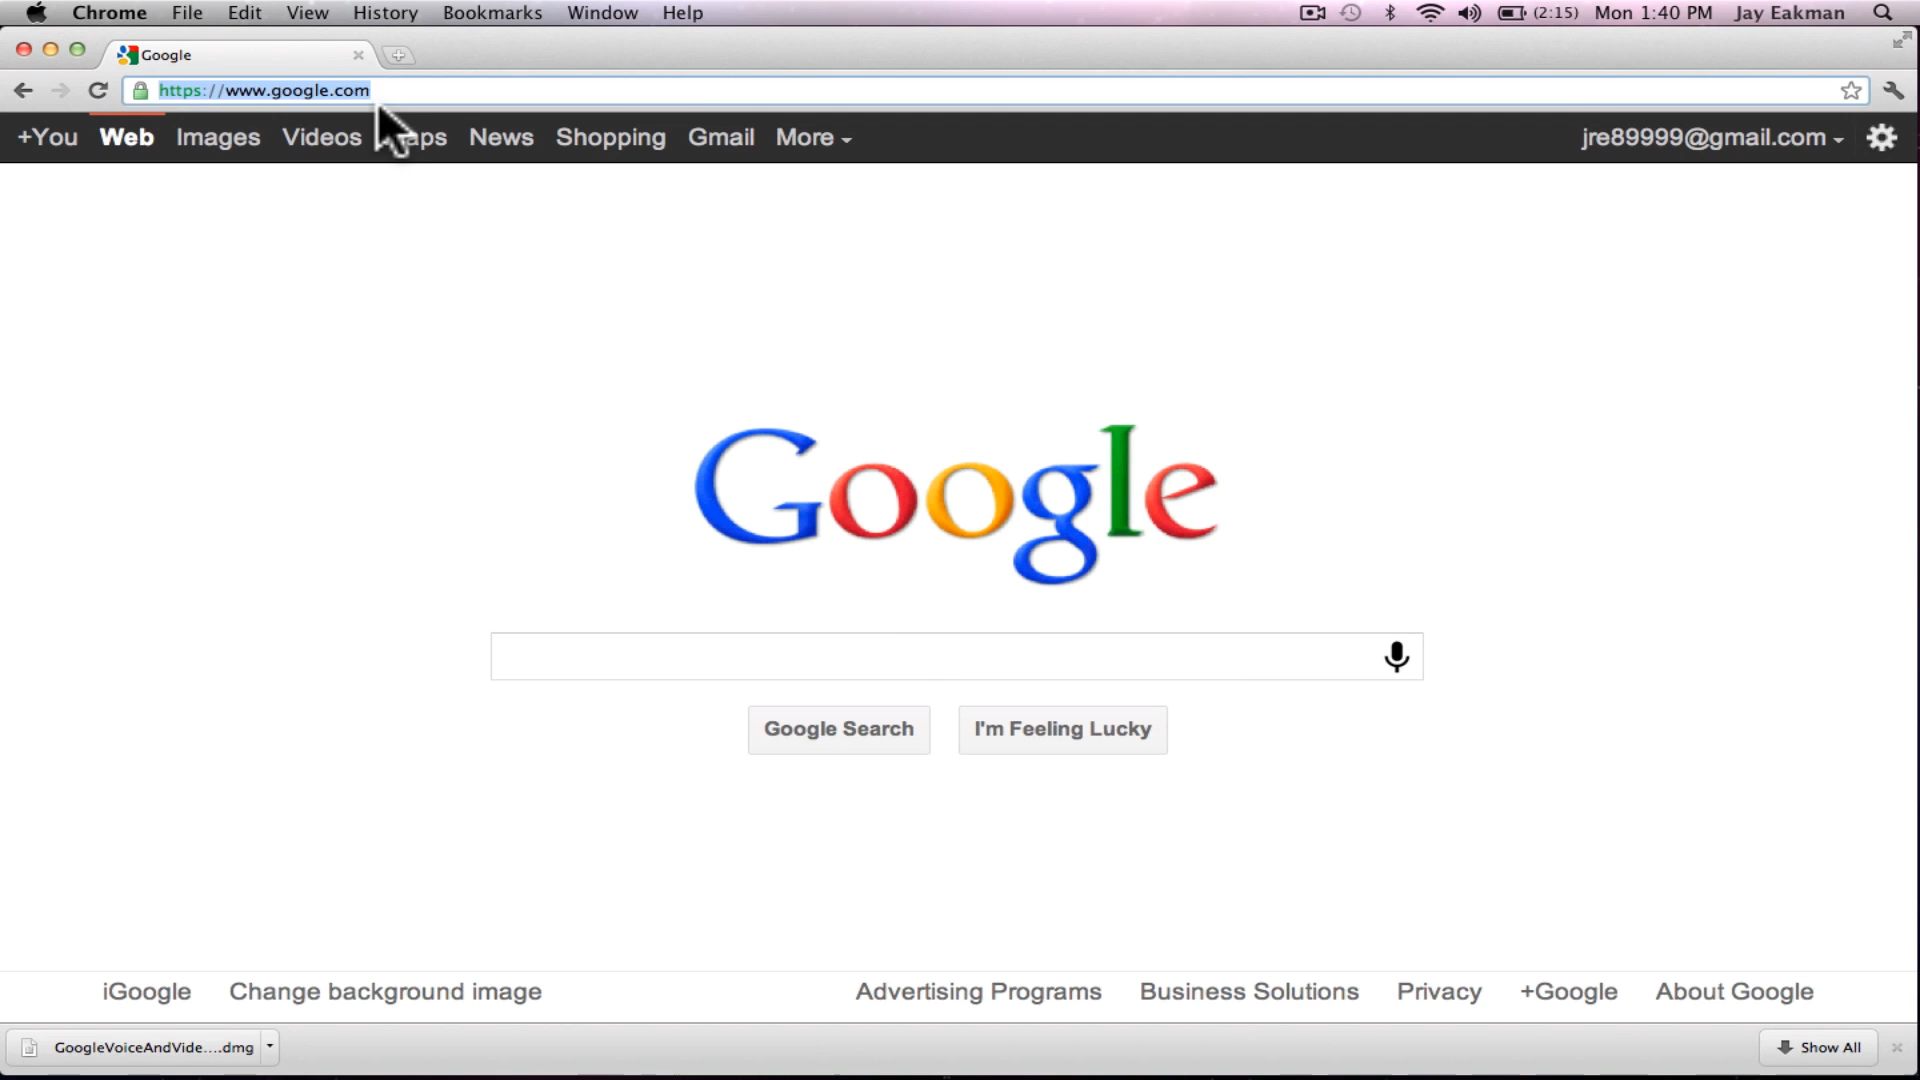 Chrome File Edit View History Bookmarks Window Help (2:15) Mon 1:40 PM Jay Eakman
Google
https://www.google.com
+You Web Images Videos News Shopping Gmail More jre89999@gmail.com
Google
Google Search I'm Feeling Lucky
iGoogle Change background image Advertising Programs Business Solutions Privacy +Google About Google
GoogleVoiceAndVide....dmg Show All